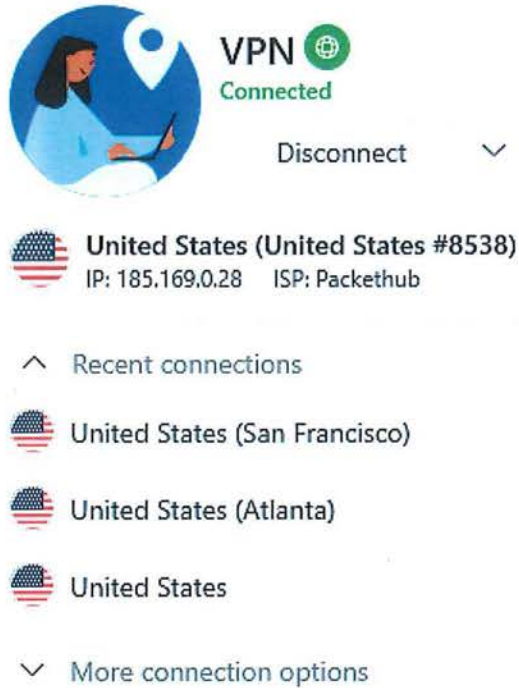 VPN
Connected
Disconnect
United States (United States #8538)
IP: 185.169.0.28 ISP: Packethub
Recent connections
United States (San Francisco)
United States (Atlanta)
United States
More connection options